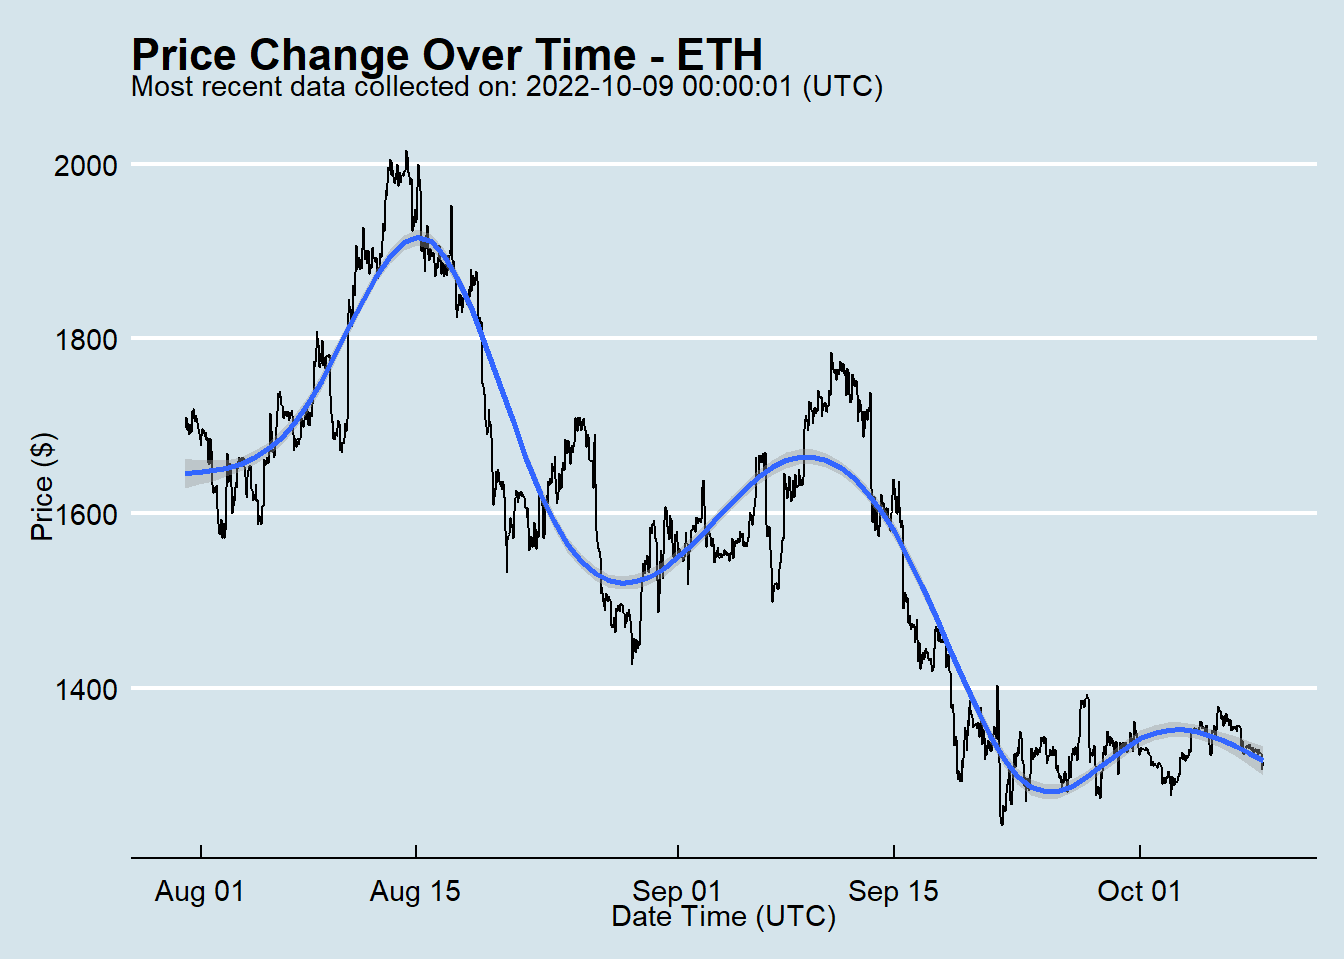 Price Change Over Time - ETH
Most recent data collected on: 2022-10-09 00:00:01 (UTC)
Price ($)
2000
1800
1600
1400
Aug 01
Aug 15
Sep 01
Sep 15
Oct 01
Date Time (UTC)